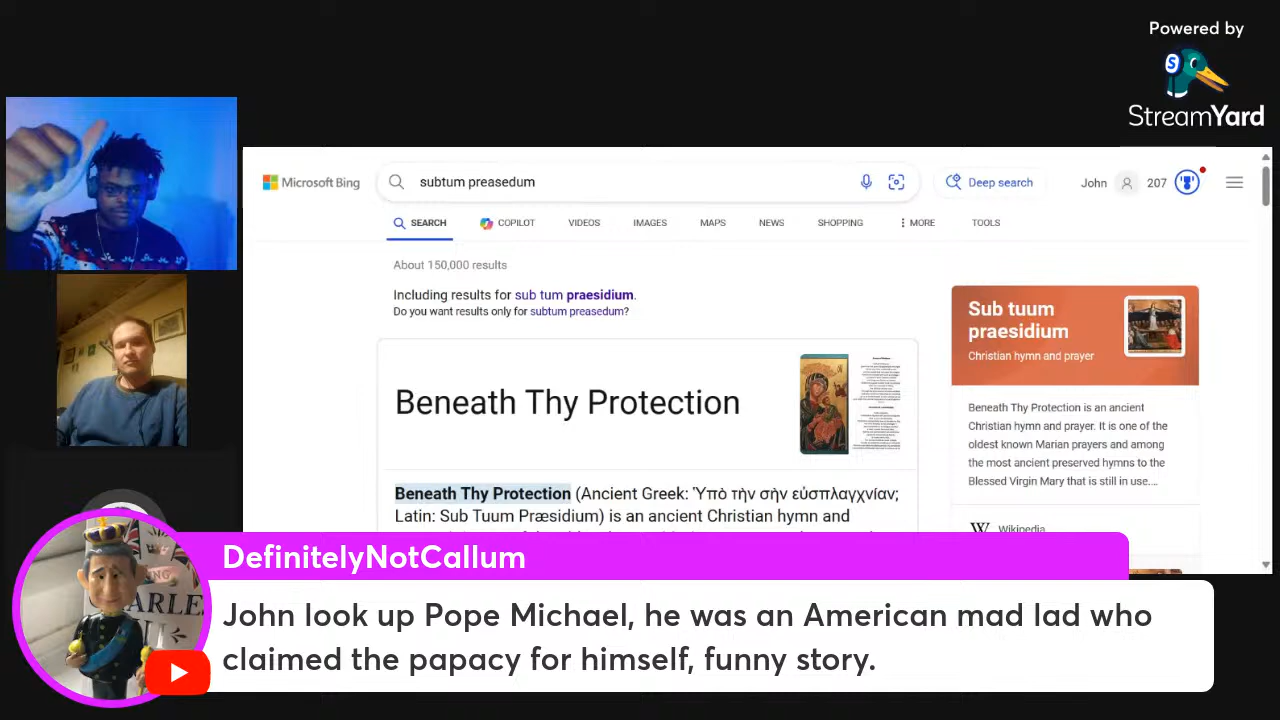 Powered by
StreamYard
Microsoft Bing
subtum preasedum
Deep search
John
207
SEARCH
COPILOT
VIDEOS
IMAGES
MAPS
NEWS
SHOPPING
MORE
TOOLS
About 150,000 results
Including results for sub tum praesidium.
Do you want results only for subtum preasedum?
Beneath Thy Protection
Beneath Thy Protection (Ancient Greek: Ὑπὸ τὴν σὴν εὐσπλαγχνίαν;
Latin: Sub Tuum Præsidium) is an ancient Christian hymn and
Sub tuum
praesidium
Christian hymn and prayer
Beneath Thy Protection is an ancient
Christian hymn and prayer. It is one of the
oldest known Marian prayers and among
the most ancient preserved hymns to the
Blessed Virgin Mary that is still in use....
W Wikipedia
DefinitelyNotCallum
John look up Pope Michael, he was an American mad lad who
claimed the papacy for himself, funny story.